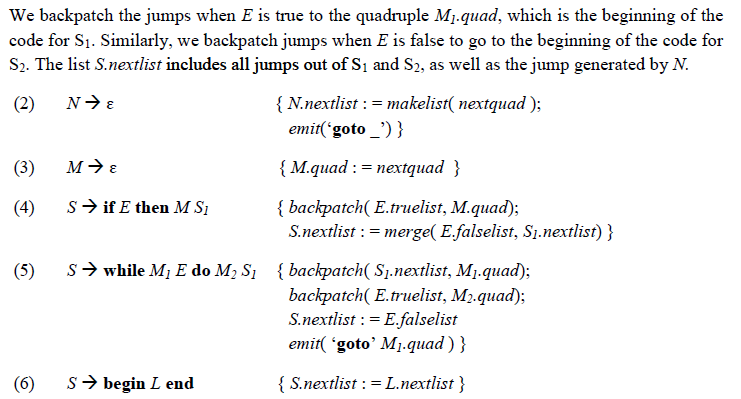 We backpatch the jumps when E is true to the quadruple M₁.quad, which is the beginning of the
code for S₁. Similarly, we backpatch jumps when E is false to go to the beginning of the code for
S₂. The list S.nextlist includes all jumps out of S₁ and S₂, as well as the jump generated by N.
(2) N → ε { N.nextlist : = makelist( nextquad );
emit(‘goto _’) }
(3) M → ε { M.quad : = nextquad }
(4) S → if E then M S₁ { backpatch( E.truelist, M.quad);
S.nextlist : = merge( E.falselist, S₁.nextlist) }
(5) S → while M₁ E do M₂ S₁ { backpatch( S₁.nextlist, M₁.quad);
backpatch( E.truelist, M₂.quad);
S.nextlist : = E.falselist
emit( ‘goto’ M₁.quad ) }
(6) S → begin L end { S.nextlist : = L.nextlist }